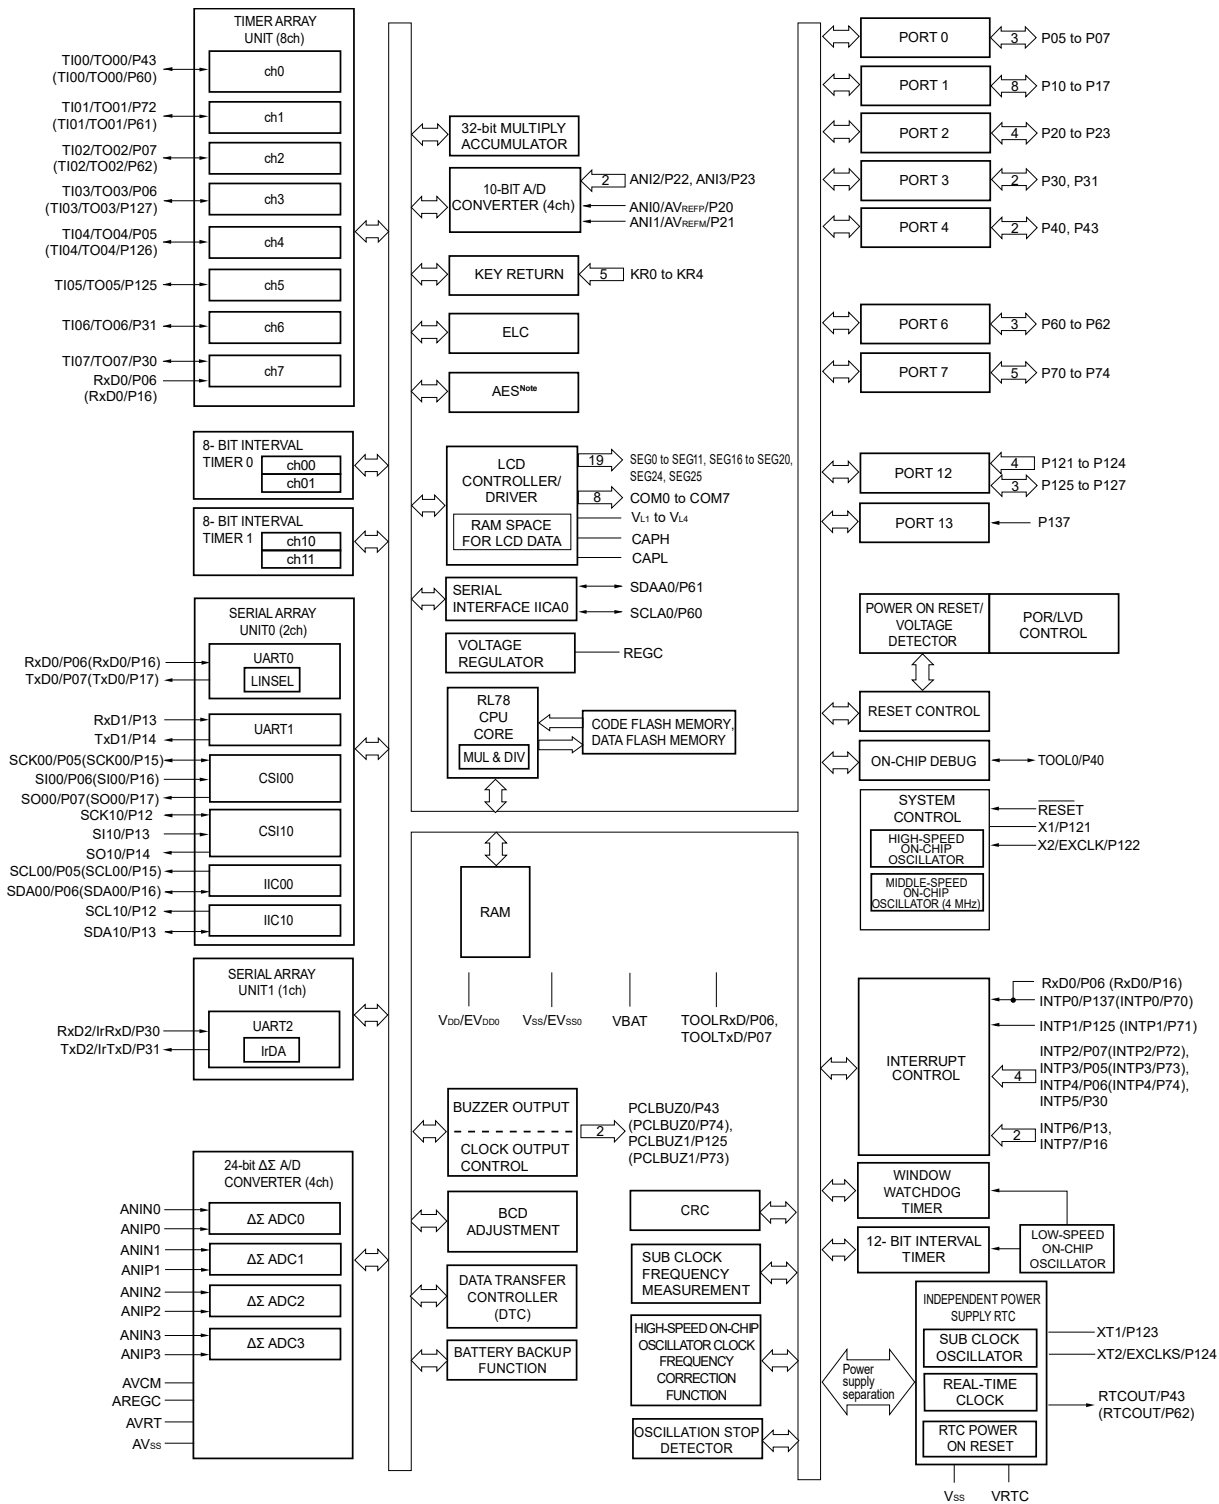 TIMER ARRAY
UNIT (8ch)
TI00/TO00/P43
(TI00/TO00/P60)
ch0
TI01/TO01/P72
(TI01/TO01/P61)
ch1
TI02/TO02/P07
(TI02/TO02/P62)
ch2
TI03/TO03/P06
(TI03/TO03/P127)
ch3
TI04/TO04/P05
(TI04/TO04/P126)
ch4
TI05/TO05/P125
ch5
TI06/TO06/P31
ch6
TI07/TO07/P30
RxD0/P06
(RxD0/P16)
ch7
8- BIT INTERVAL
TIMER 0
ch00
ch01
8- BIT INTERVAL
TIMER 1
ch10
ch11
SERIAL ARRAY
UNIT0 (2ch)
RxD0/P06(RxD0/P16)
TxD0/P07(TxD0/P17)
UART0
LINSEL
RxD1/P13
TxD1/P14
UART1
SCK00/P05(SCK00/P15)
SI00/P06(SI00/P16)
SO00/P07(SO00/P17)
CSI00
SCK10/P12
SI10/P13
SO10/P14
CSI10
SCL00/P05(SCL00/P15)
SDA00/P06(SDA00/P16)
IIC00
SCL10/P12
SDA10/P13
IIC10
SERIAL ARRAY
UNIT1 (1ch)
RxD2/IrRxD/P30
TxD2/IrTxD/P31
UART2
IrDA
24-bit ΔΣ A/D
CONVERTER (4ch)
ANIN0
ANIP0
ΔΣ ADC0
ANIN1
ANIP1
ΔΣ ADC1
ANIN2
ANIP2
ΔΣ ADC2
ANIN3
ANIP3
ΔΣ ADC3
AVCM
AREGC
AVRT
AVSS
32-bit MULTIPLY
ACCUMULATOR
10-BIT A/D
CONVERTER (4ch)
2
ANI2/P22, ANI3/P23
ANI0/AVREFP/P20
ANI1/AVREFM/P21
KEY RETURN
5
KR0 to KR4
ELC
AESNote
LCD
CONTROLLER/
DRIVER
RAM SPACE
FOR LCD DATA
19
SEG0 to SEG11, SEG16 to SEG20,
SEG24, SEG25
8
COM0 to COM7
VL1 to VL4
CAPH
CAPL
SERIAL
INTERFACE IICA0
SDAA0/P61
SCLA0/P60
VOLTAGE
REGULATOR
REGC
RL78
CPU
CORE
MUL & DIV
CODE FLASH MEMORY,
DATA FLASH MEMORY
RAM
VDD/EVDD0
VSS/EVSS0
VBAT
TOOLRxD/P06,
TOOLTxD/P07
BUZZER OUTPUT
CLOCK OUTPUT
CONTROL
2
PCLBUZ0/P43
(PCLBUZ0/P74),
PCLBUZ1/P125
(PCLBUZ1/P73)
BCD
ADJUSTMENT
DATA TRANSFER
CONTROLLER
(DTC)
BATTERY BACKUP
FUNCTION
CRC
SUB CLOCK
FREQUENCY
MEASUREMENT
HIGH-SPEED ON-CHIP
OSCILLATOR CLOCK
FREQUENCY
CORRECTION
FUNCTION
OSCILLATION STOP
DETECTOR
PORT 0
3
P05 to P07
PORT 1
8
P10 to P17
PORT 2
4
P20 to P23
PORT 3
2
P30, P31
PORT 4
2
P40, P43
PORT 6
3
P60 to P62
PORT 7
5
P70 to P74
PORT 12
4
P121 to P124
3
P125 to P127
PORT 13
P137
POWER ON RESET/
VOLTAGE
DETECTOR
POR/LVD
CONTROL
RESET CONTROL
ON-CHIP DEBUG
TOOL0/P40
SYSTEM
CONTROL
HIGH-SPEED
ON-CHIP
OSCILLATOR
MIDDLE-SPEED
ON-CHIP
OSCILLATOR (4 MHz)
RESET
X1/P121
X2/EXCLK/P122
INTERRUPT
CONTROL
RxD0/P06 (RxD0/P16)
INTP0/P137(INTP0/P70)
INTP1/P125 (INTP1/P71)
4
INTP2/P07(INTP2/P72),
INTP3/P05(INTP3/P73),
INTP4/P06(INTP4/P74),
INTP5/P30
2
INTP6/P13,
INTP7/P16
WINDOW
WATCHDOG
TIMER
12- BIT INTERVAL
TIMER
LOW-SPEED
ON-CHIP
OSCILLATOR
Power
supply
separation
INDEPENDENT POWER
SUPPLY RTC
SUB CLOCK
OSCILLATOR
REAL-TIME
CLOCK
RTC POWER
ON RESET
XT1/P123
XT2/EXCLKS/P124
RTCOUT/P43
(RTCOUT/P62)
VSS
VRTC